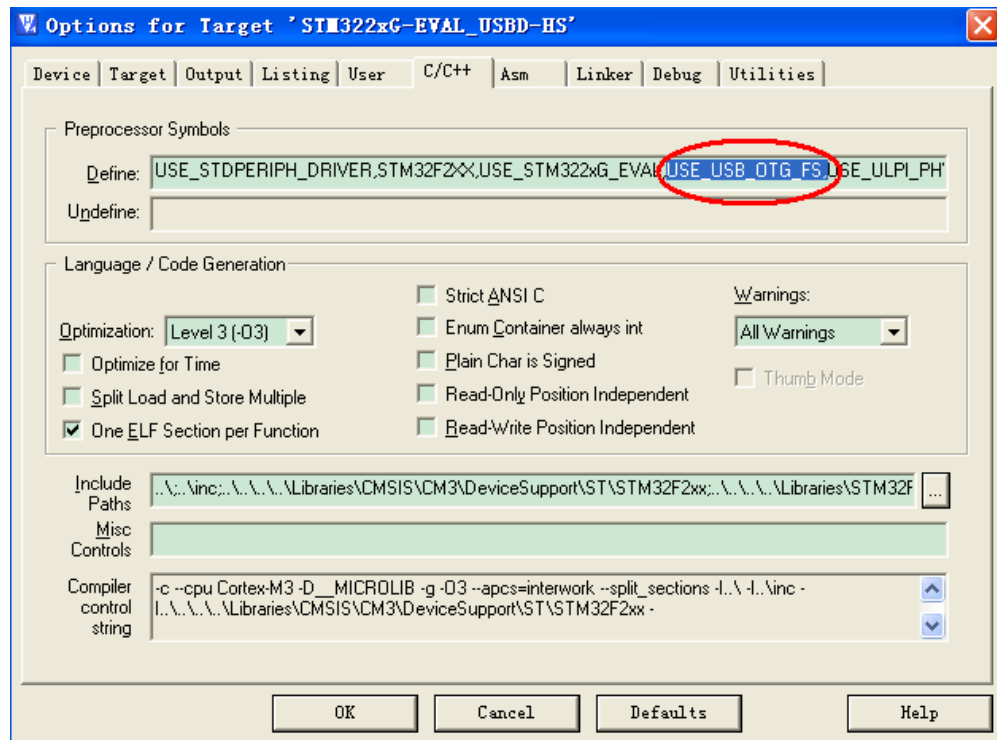 Options for Target 'STM322xG-EVAL_USBD-HS'
Device Target Output Listing User C/C++ Asm Linker Debug Utilities
Preprocessor Symbols
Define: USE_STDPERIPH_DRIVER,STM32F2XX,USE_STM322xG_EVAL,USE_USB_OTG_FS,USE_ULPI_PHY
Undefine:
Language / Code Generation
Strict ANSI C Warnings:
Optimization: Level 3 (-O3) Enum Container always int All Warnings
Optimize for Time Plain Char is Signed Thumb Mode
Split Load and Store Multiple Read-Only Position Independent
One ELF Section per Function Read-Write Position Independent
Include Paths ..\;..\inc;..\..\..\..\Libraries\CMSIS\CM3\DeviceSupport\ST\STM32F2xx;..\..\..\..\Libraries\STM32F ...
Misc Controls
Compiler control string -c --cpu Cortex-M3 -D__MICROLIB -g -O3 --apcs=interwork --split_sections -I..\ -I..\inc -
I..\..\..\..\Libraries\CMSIS\CM3\DeviceSupport\ST\STM32F2xx -
OK Cancel Defaults Help